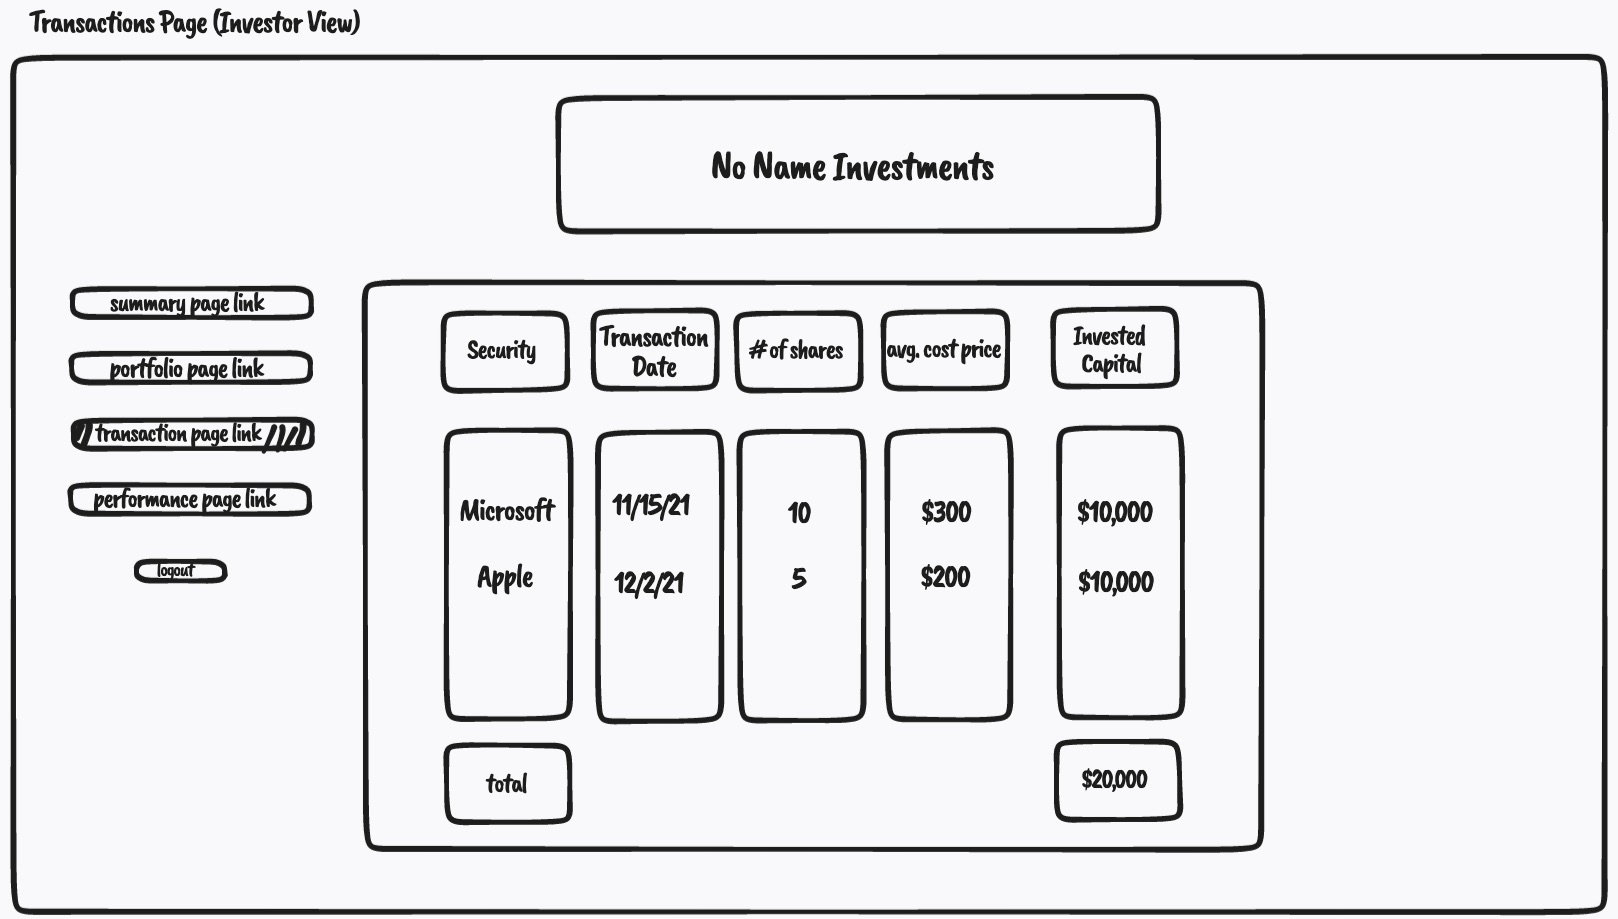 Transactions Page (Investor View)
No Name Investments
summary page link
portfolio page link
transaction page link
performance page link
logout
Security
Transaction
Date
# of shares
avg. cost price
Invested
Capital
Microsoft
11/15/21
10
$300
$10,000
Apple
12/2/21
5
$200
$10,000
total
$20,000